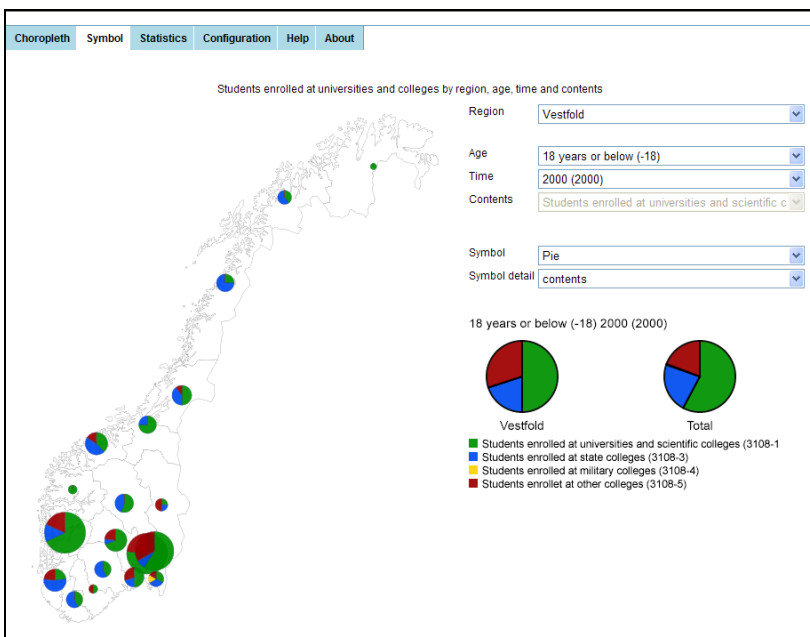 Choropleth Symbol Statistics Configuration Help About
Students enrolled at universities and colleges by region, age, time and contents
Region Vestfold
Age 18 years or below (-18)
Time 2000 (2000)
Contents Students enrolled at universities and scientific c
Symbol Pie
Symbol detail contents
18 years or below (-18) 2000 (2000)
Vestfold Total
Students enrolled at universities and scientific colleges (3108-1
Students enrolled at state colleges (3108-3)
Students enrolled at military colleges (3108-4)
Students enrollet at other colleges (3108-5)